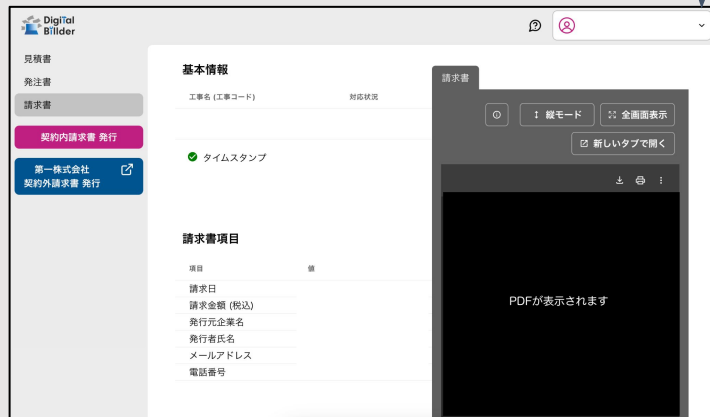 Digital
Billder
見積書
発注書
請求書
契約内請求書 発行
第一株式会社
契約外請求書 発行
基本情報
工事名 (工事コード)
対応状況
タイムスタンプ
請求書項目
項目
値
請求日
請求金額 (税込)
発行元企業名
発行者氏名
メールアドレス
電話番号
請求書
縦モード
全画面表示
新しいタブで開く
PDFが表示されます